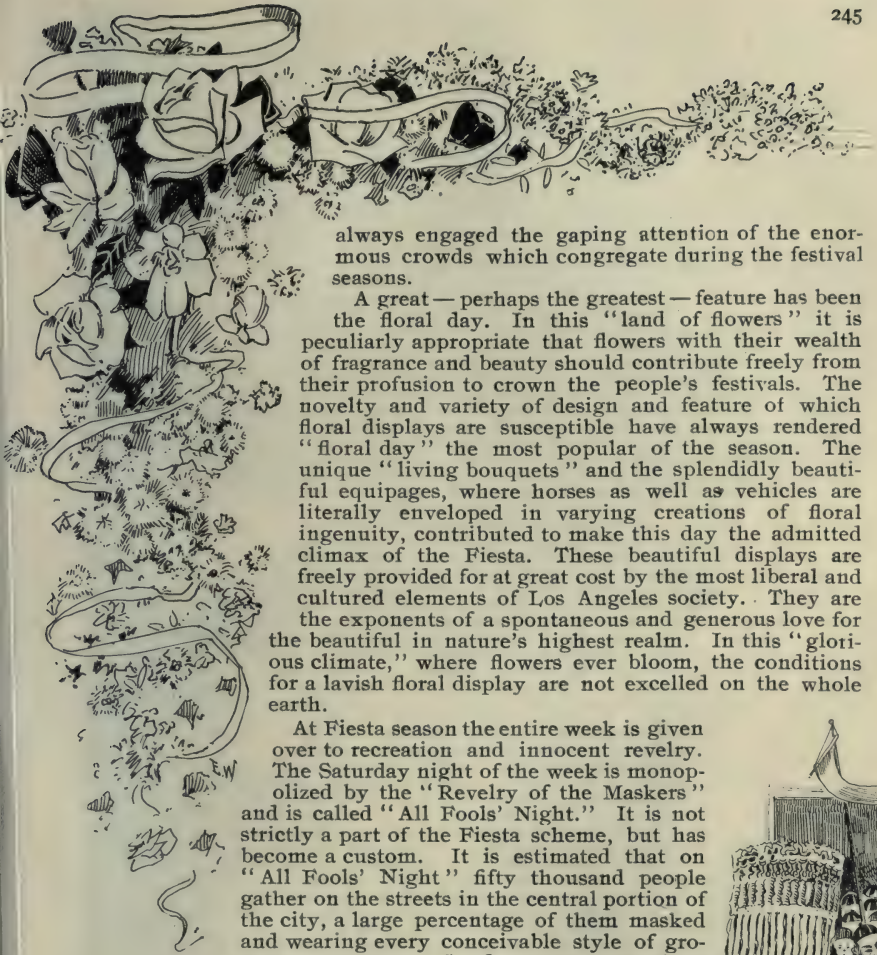 245
always engaged the gaping attention of the enor-
mous crowds which congregate during the festival
seasons.
A great — perhaps the greatest — feature has been
the floral day. In this "land of flowers" it is
peculiarly appropriate that flowers with their wealth
of fragrance and beauty should contribute freely from
their profusion to crown the people's festivals. The
novelty and variety of design and feature of which
floral displays are susceptible have always rendered
"floral day" the most popular of the season. The
unique "living bouquets" and the splendidly beauti-
ful equipages, where horses as well as vehicles are
literally enveloped in varying creations of floral
ingenuity, contributed to make this day the admitted
climax of the Fiesta. These beautiful displays are
freely provided for at great cost by the most liberal and
cultured elements of Los Angeles society. They are
the exponents of a spontaneous and generous love for
the beautiful in nature's highest realm. In this "glori-
ous climate," where flowers ever bloom, the conditions
for a lavish floral display are not excelled on the whole
earth.
At Fiesta season the entire week is given
over to recreation and innocent revelry.
The Saturday night of the week is monop-
olized by the "Revelry of the Maskers"
and is called "All Fools' Night." It is not
strictly a part of the Fiesta scheme, but has
become a custom. It is estimated that on
"All Fools' Night" fifty thousand people
gather on the streets in the central portion of
the city, a large percentage of them masked
and wearing every conceivable style of gro-